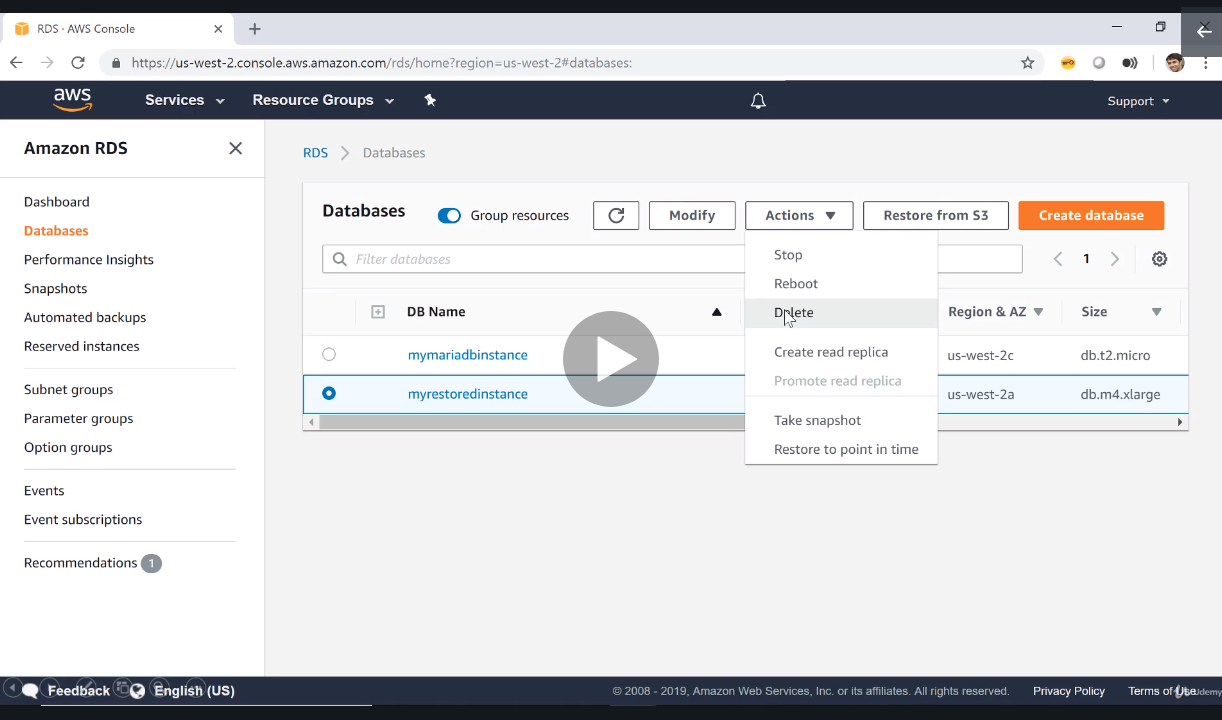 RDS · AWS Console
https://us-west-2.console.aws.amazon.com/rds/home?region=us-west-2#databases:
aws
Services
Resource Groups
Support
Amazon RDS
Dashboard
Databases
Performance Insights
Snapshots
Automated backups
Reserved instances
Subnet groups
Parameter groups
Option groups
Events
Event subscriptions
Recommendations 1
RDS > Databases
Databases
Group resources
Modify
Actions
Restore from S3
Create database
Filter databases
1
Stop
Reboot
Delete
Create read replica
Promote read replica
Take snapshot
Restore to point in time
DB Name
Region & AZ
Size
mymariadbinstance
us-west-2c
db.t2.micro
myrestoredinstance
us-west-2a
db.m4.xlarge
Feedback
English (US)
© 2008 - 2019, Amazon Web Services, Inc. or its affiliates. All rights reserved.
Privacy Policy
Terms of Use
Udemy